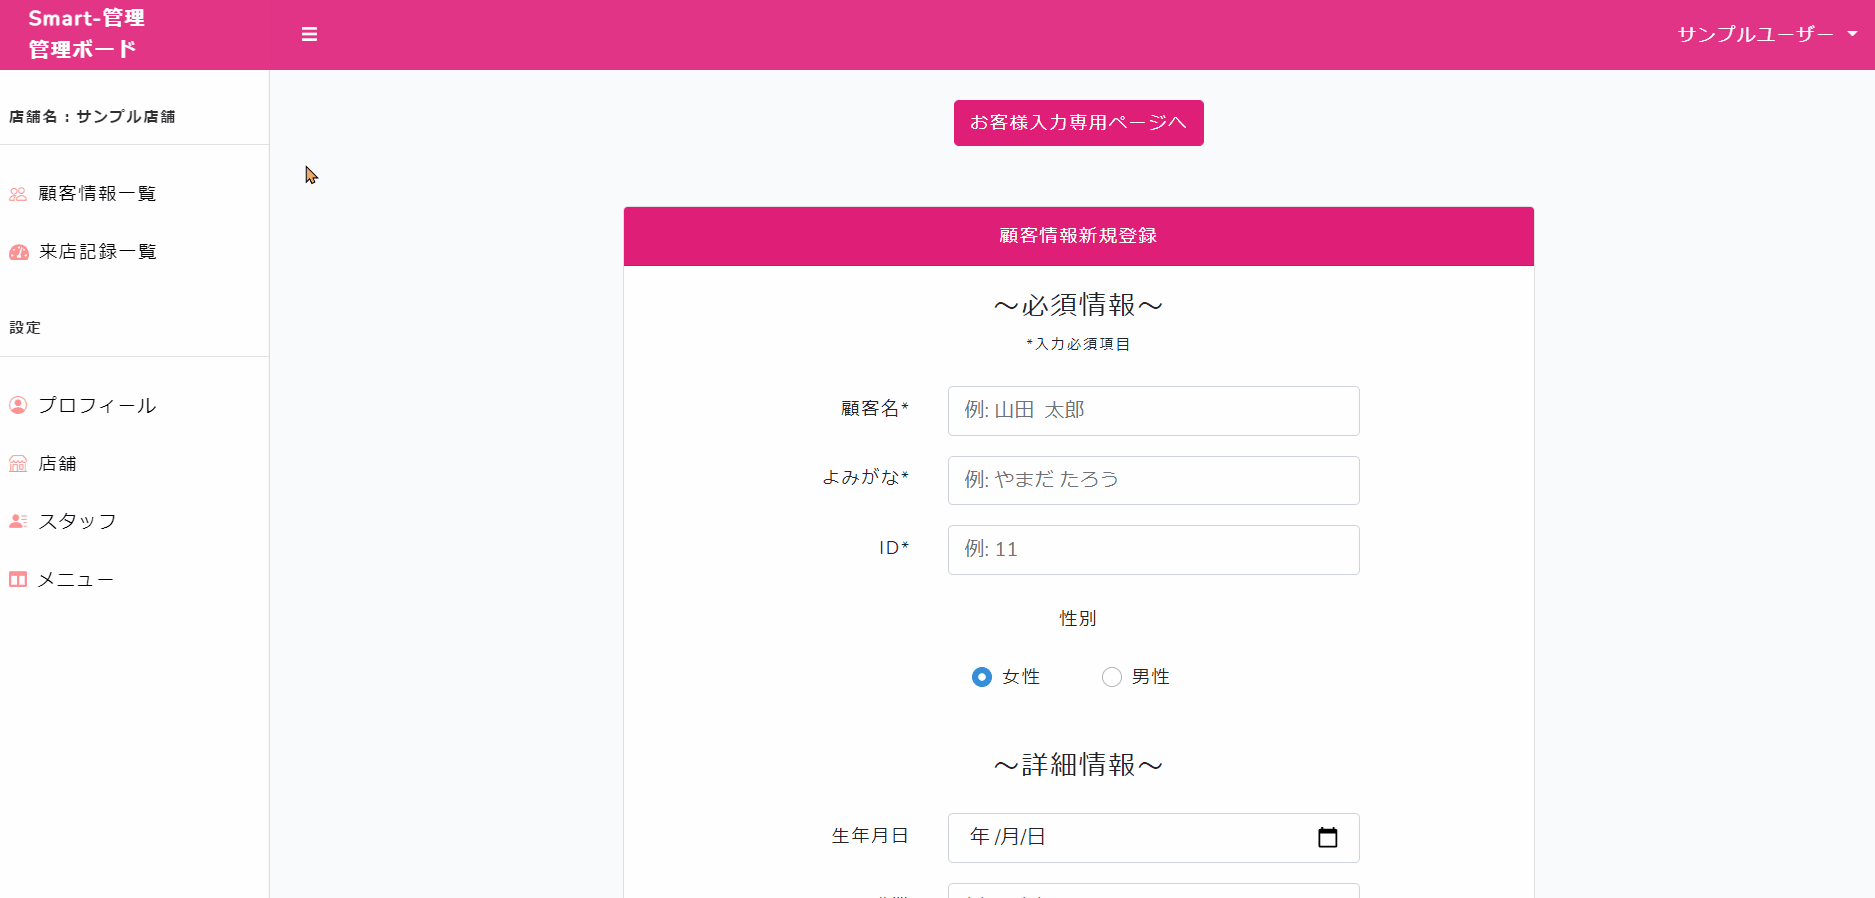 Smart-管理
管理ボード
サンプルユーザー
店舗名：サンプル店舗
顧客情報一覧
来店記録一覧
設定
プロフィール
店舗
スタッフ
メニュー
お客様入力専用ページへ
顧客情報新規登録
～必須情報～
*入力必須項目
顧客名*
例: 山田 太郎
よみがな*
例: やまだ たろう
ID*
例: 11
性別
女性
男性
～詳細情報～
生年月日
年 /月/日